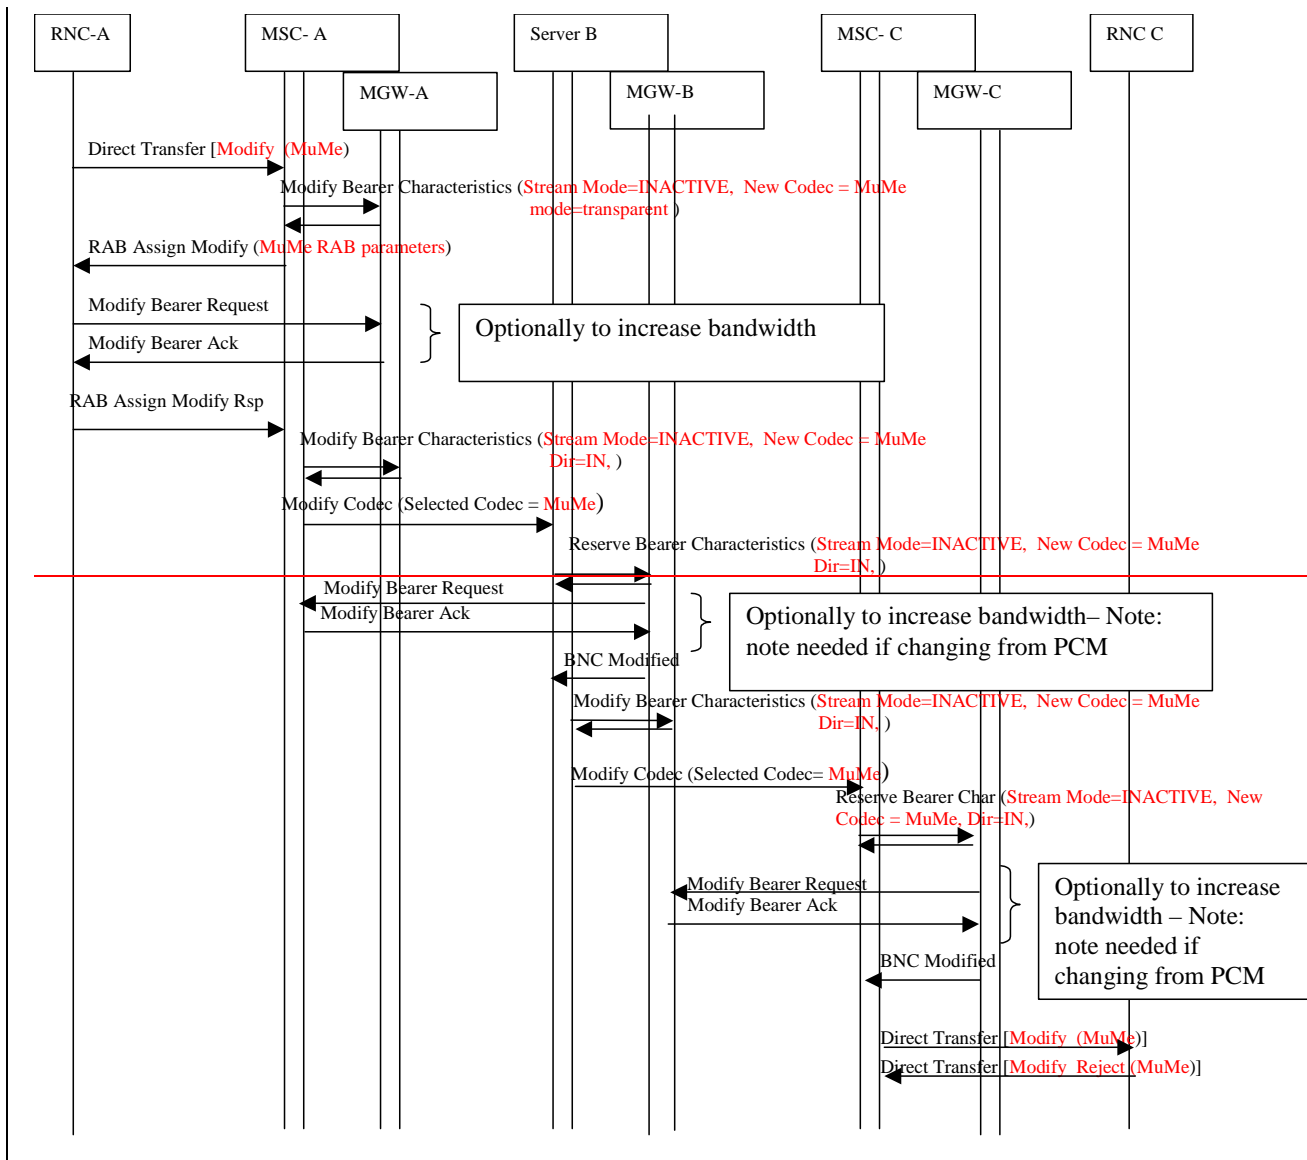 RNC-A
MSC- A
Server B
MSC- C
RNC C
MGW-A
MGW-B
MGW-C
Direct Transfer [Modify (MuMe)
Modify Bearer Characteristics (Stream Mode=INACTIVE, New Codec = MuMe
mode=transparent )
RAB Assign Modify (MuMe RAB parameters)
Modify Bearer Request
Optionally to increase bandwidth
Modify Bearer Ack
RAB Assign Modify Rsp
Modify Bearer Characteristics (Stream Mode=INACTIVE, New Codec = MuMe
Dir=IN, )
Modify Codec (Selected Codec = MuMe)
Reserve Bearer Characteristics (Stream Mode=INACTIVE, New Codec = MuMe
Dir=IN, )
Modify Bearer Request
Modify Bearer Ack
Optionally to increase bandwidth– Note:
note needed if changing from PCM
BNC Modified
Modify Bearer Characteristics (Stream Mode=INACTIVE, New Codec = MuMe
Dir=IN, )
Modify Codec (Selected Codec= MuMe)
Reserve Bearer Char (Stream Mode=INACTIVE, New
Codec = MuMe, Dir=IN,)
Modify Bearer Request
Modify Bearer Ack
Optionally to increase
bandwidth – Note:
note needed if
changing from PCM
BNC Modified
Direct Transfer [Modify (MuMe)]
Direct Transfer [Modify Reject (MuMe)]